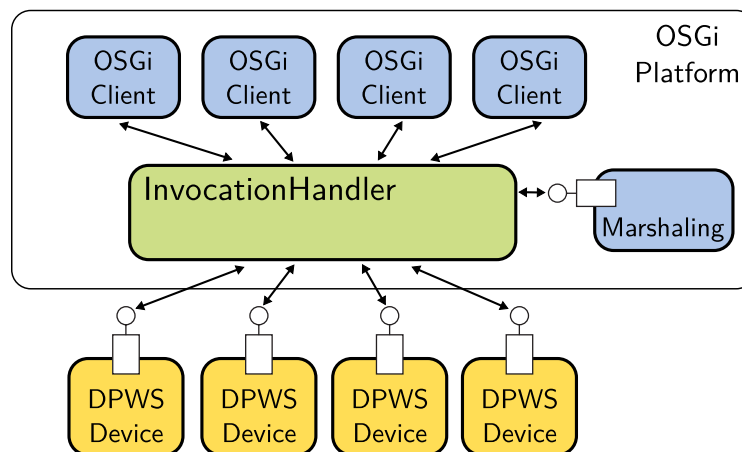 OSGi
Platform
OSGi
Client
OSGi
Client
OSGi
Client
OSGi
Client
InvocationHandler
Marshaling
DPWS
Device
DPWS
Device
DPWS
Device
DPWS
Device